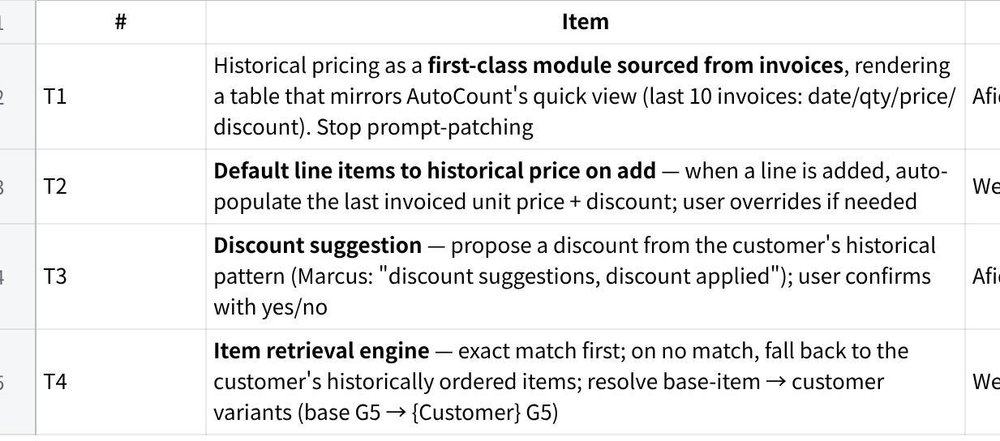 # Item
1
Historical pricing as a first-class module sourced from invoices, rendering
a table that mirrors AutoCount's quick view (last 10 invoices: date/qty/price/
discount). Stop prompt-patching
2 T1 Afi
Default line items to historical price on add — when a line is added, auto-
populate the last invoiced unit price + discount; user overrides if needed
3 T2 We
Discount suggestion — propose a discount from the customer's historical
pattern (Marcus: "discount suggestions, discount applied"); user confirms
with yes/no
4 T3 Afi
Item retrieval engine — exact match first; on no match, fall back to the
customer's historically ordered items; resolve base-item → customer
variants (base G5 → {Customer} G5)
5 T4 We